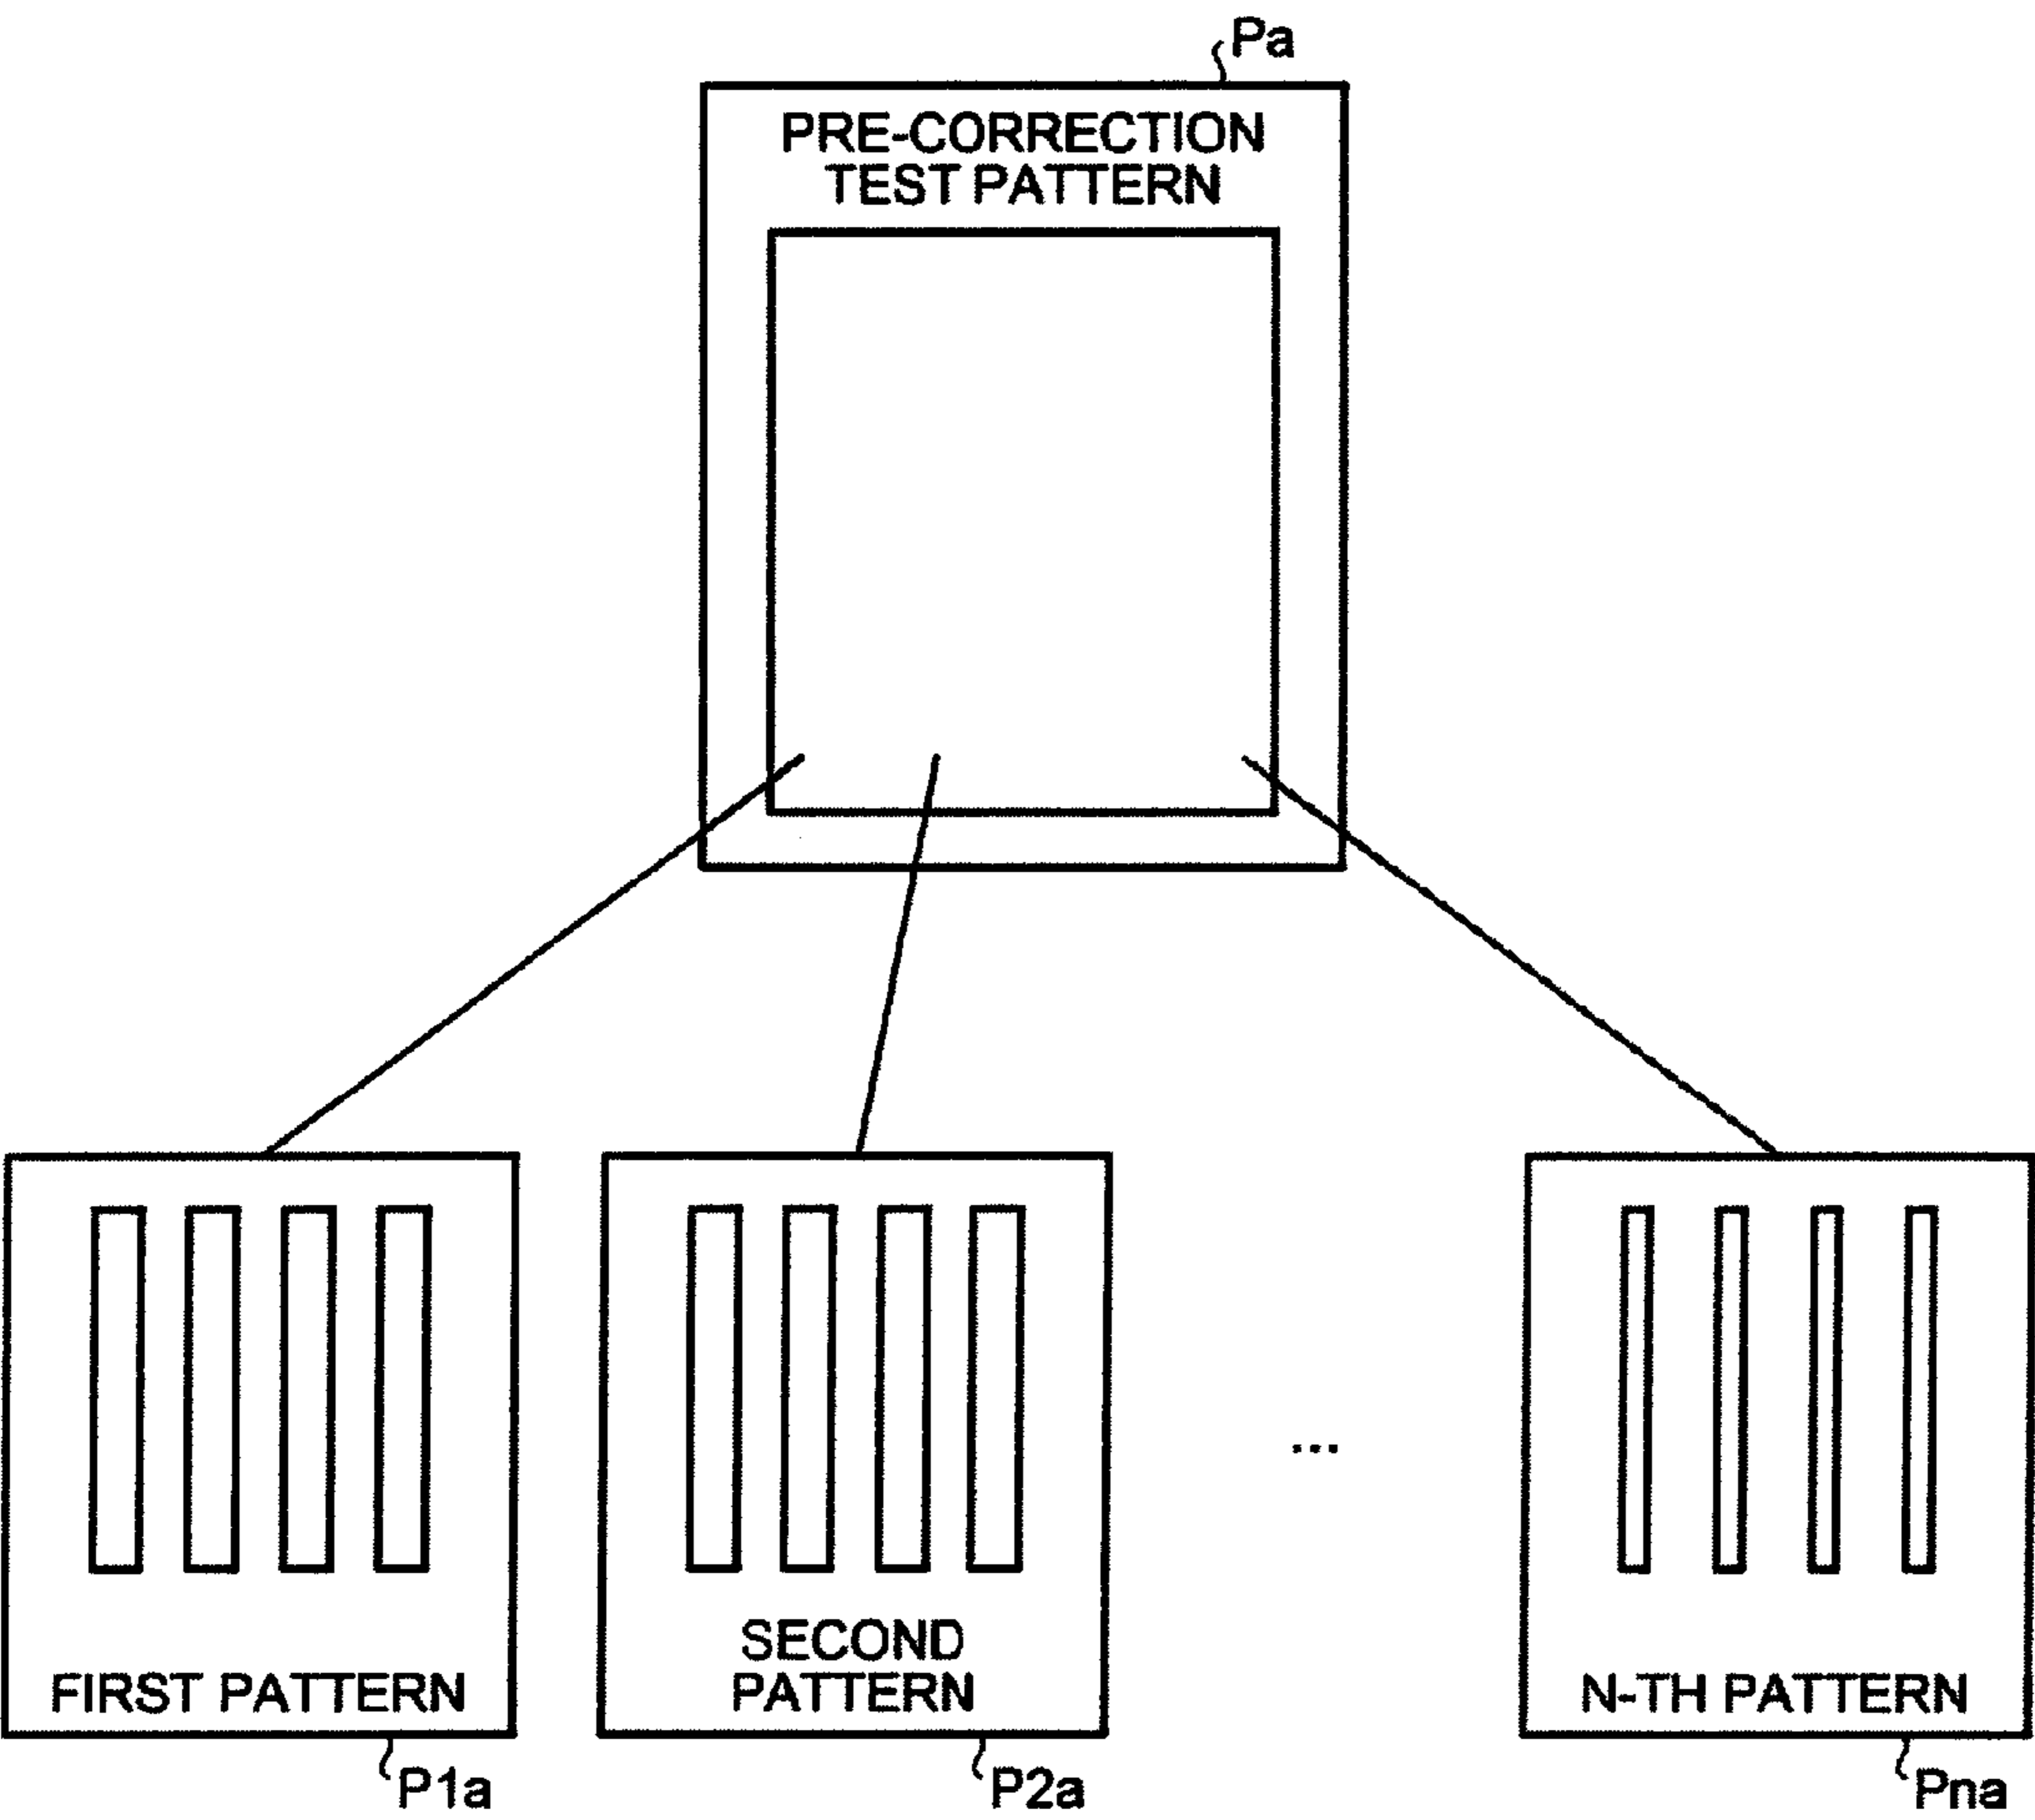 Pa
PRE-CORRECTION
TEST PATTERN
...
FIRST PATTERN
SECOND
PATTERN
N-TH PATTERN
P1a
P2a
Pna